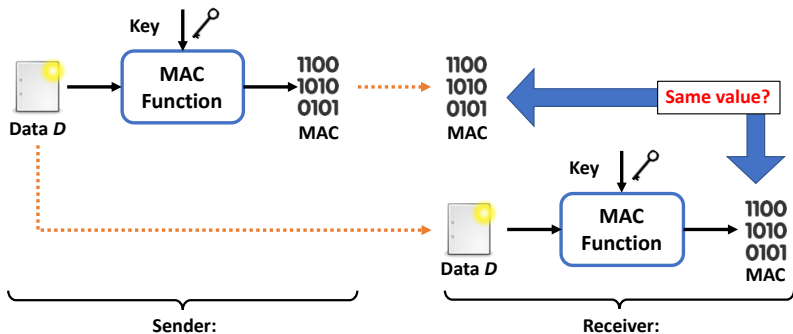 Key
MAC
Function
Data D
1100
1010
0101
MAC
1100
1010
0101
MAC
Same value?
Key
MAC
Function
Data D
1100
1010
0101
MAC
Sender:
Receiver: